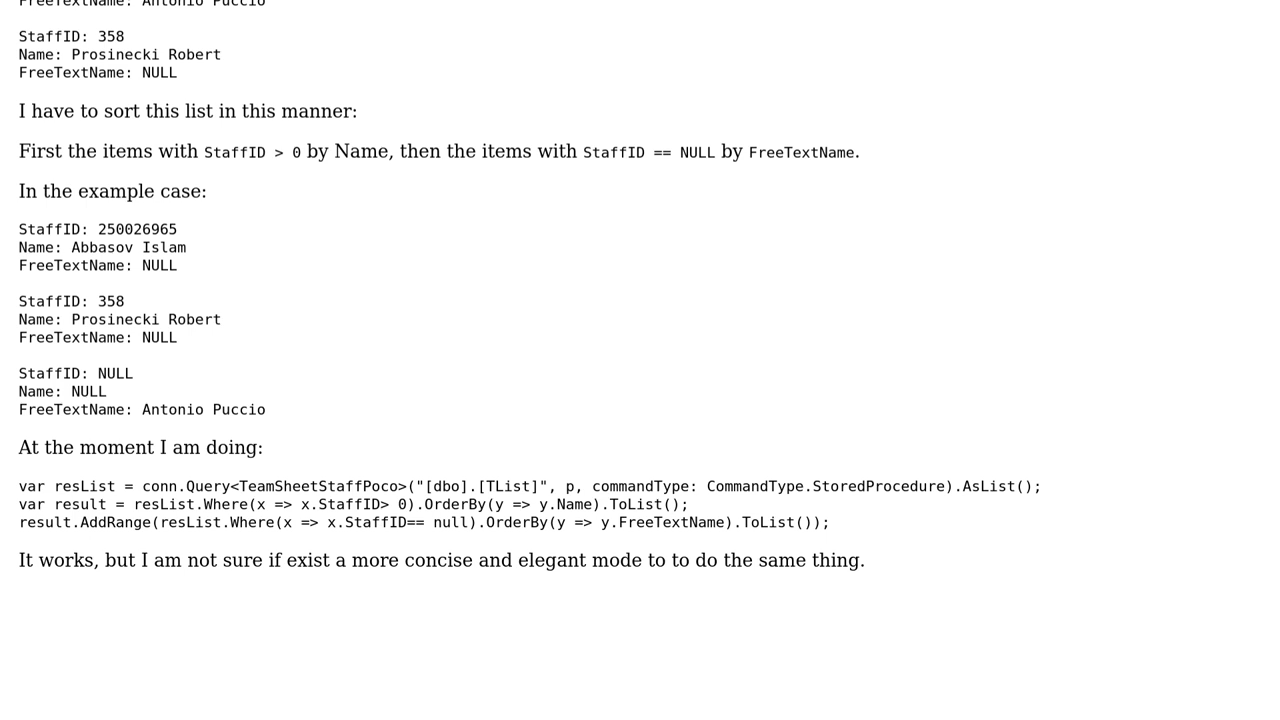 FreeTextName: Antonio Puccio
StaffID: 358
Name: Prosinecki Robert
FreeTextName: NULL
I have to sort this list in this manner:
First the items with StaffID > 0 by Name, then the items with StaffID == NULL by FreeTextName.
In the example case:
StaffID: 250026965
Name: Abbasov Islam
FreeTextName: NULL
StaffID: 358
Name: Prosinecki Robert
FreeTextName: NULL
StaffID: NULL
Name: NULL
FreeTextName: Antonio Puccio
At the moment I am doing:
var resList = conn.Query<TeamSheetStaffPoco>("[dbo].[TList]", p, commandType: CommandType.StoredProcedure).AsList();
var result = resList.Where(x => x.StaffID> 0).OrderBy(y => y.Name).ToList();
result.AddRange(resList.Where(x => x.StaffID== null).OrderBy(y => y.FreeTextName).ToList());
It works, but I am not sure if exist a more concise and elegant mode to to do the same thing.